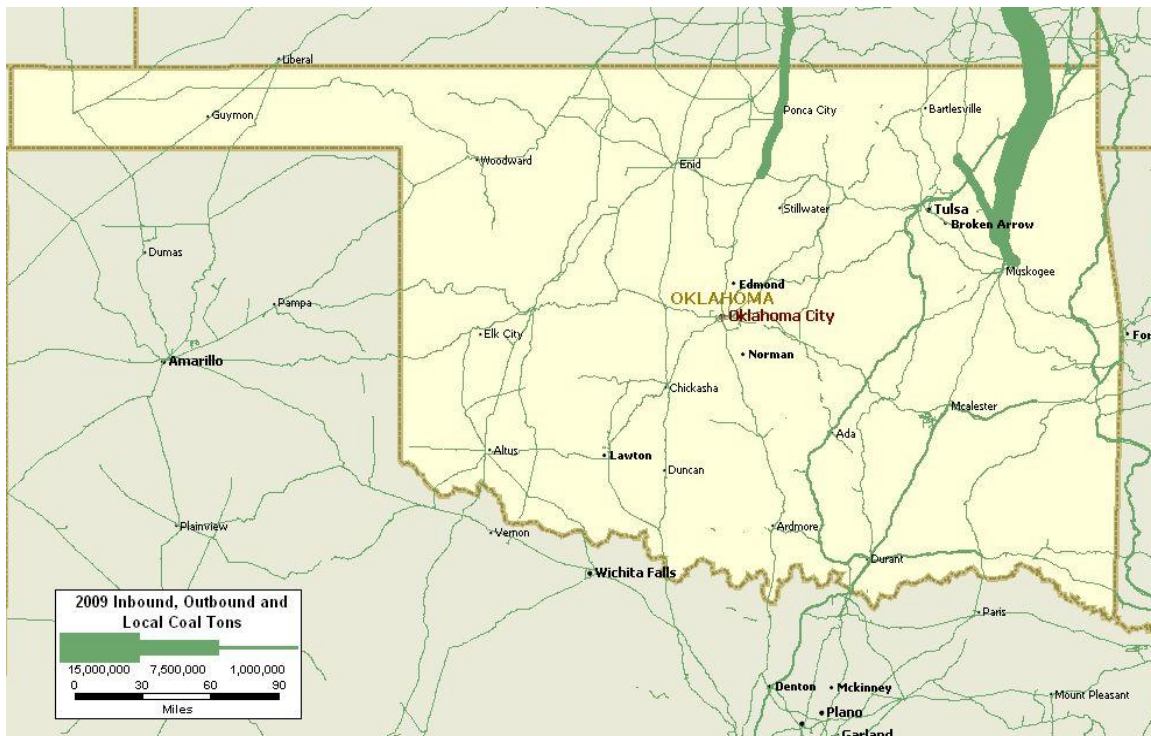 Liberal
Guymon
Ponca City
Bartlesville
Woodward
Enid
Stillwater
Tulsa
Broken Arrow
Dumas
Muskogee
Edmond
Pampa
OKLAHOMA
Oklahoma City
Elk City
For
Amarillo
Norman
Chickasha
Mcalester
Ada
Altus
Lawton
Duncan
Plainview
Vernon
Ardmore
Durant
Wichita Falls
2009 Inbound, Outbound and
Local Coal Tons
15,000,000 7,500,000 1,000,000
0 30 60 90
Miles
Paris
Denton
Mckinney
Mount Pleasant
Plano
Garland